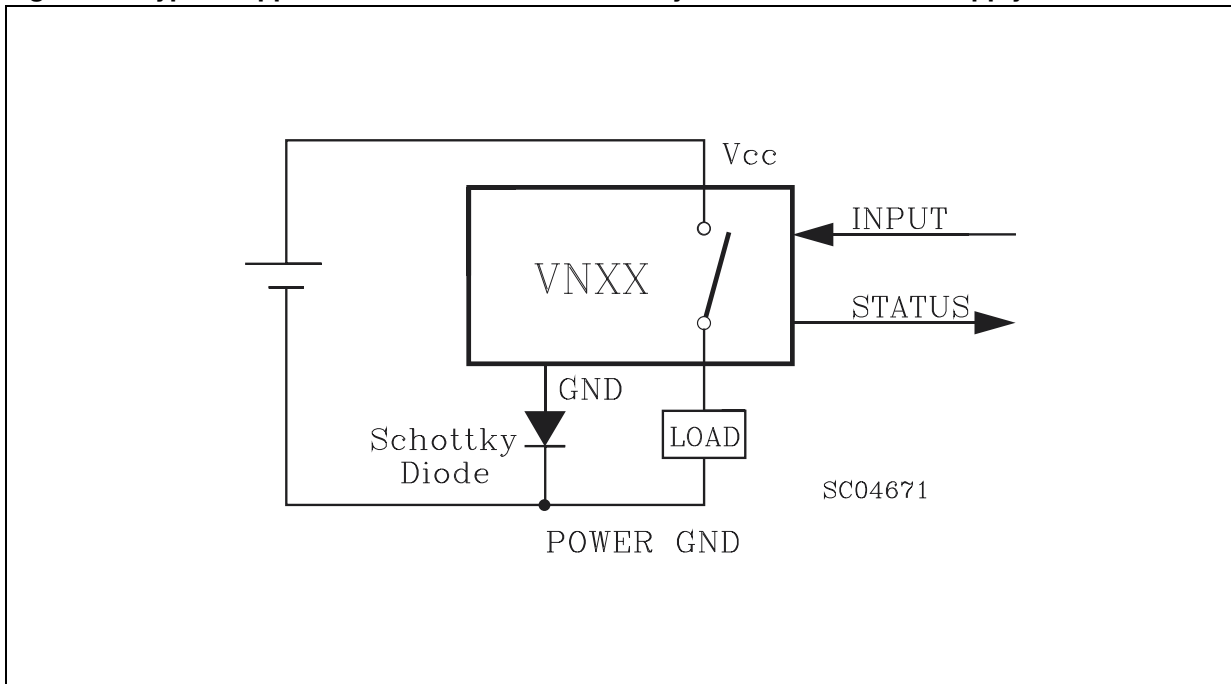 Vcc
INPUT
VNXX
STATUS
GND
Schottky
Diode
LOAD
SC04671
POWER GND